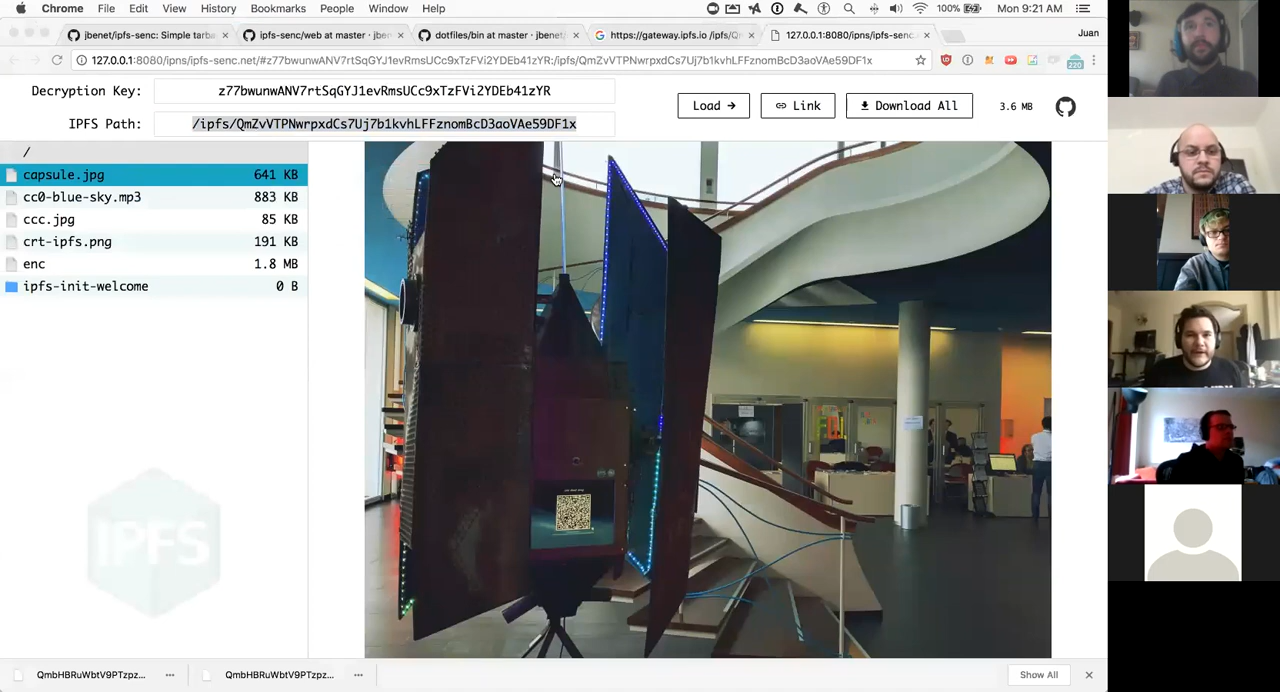 Chrome File Edit View History Bookmarks People Window Help 100% Mon 9:21 AM
jbenet/ipfs-senc: Simple tarba × ipfs-senc/web at master · jben × dotfiles/bin at master · jbenet × https://gateway.ipfs.io /ipfs/Q × 127.0.0.1:8080/ipns/ipfs-senc. × Juan
127.0.0.1:8080/ipns/ipfs-senc.net/#z77bwunwANV7rtSqGYJ1evRmsUCc9xTzFVi2YDEb41zYR:/ipfs/QmZvVTPNwrpxdCs7Uj7b1kvhLFFznomBcD3aoVAe59DF1x 220
Decryption Key: z77bwunwANV7rtSqGYJ1evRmsUCc9xTzFVi2YDEb41zYR
Load → Link Download All 3.6 MB
IPFS Path: /ipfs/QmZvVTPNwrpxdCs7Uj7b1kvhLFFznomBcD3aoVAe59DF1x
/
capsule.jpg 641 KB
cc0-blue-sky.mp3 883 KB
ccc.jpg 85 KB
crt-ipfs.png 191 KB
enc 1.8 MB
ipfs-init-welcome 0 B
IPFS
QmbHBRuWbtV9PTzpz... ··· QmbHBRuWbtV9PTzpz... ··· Show All ×